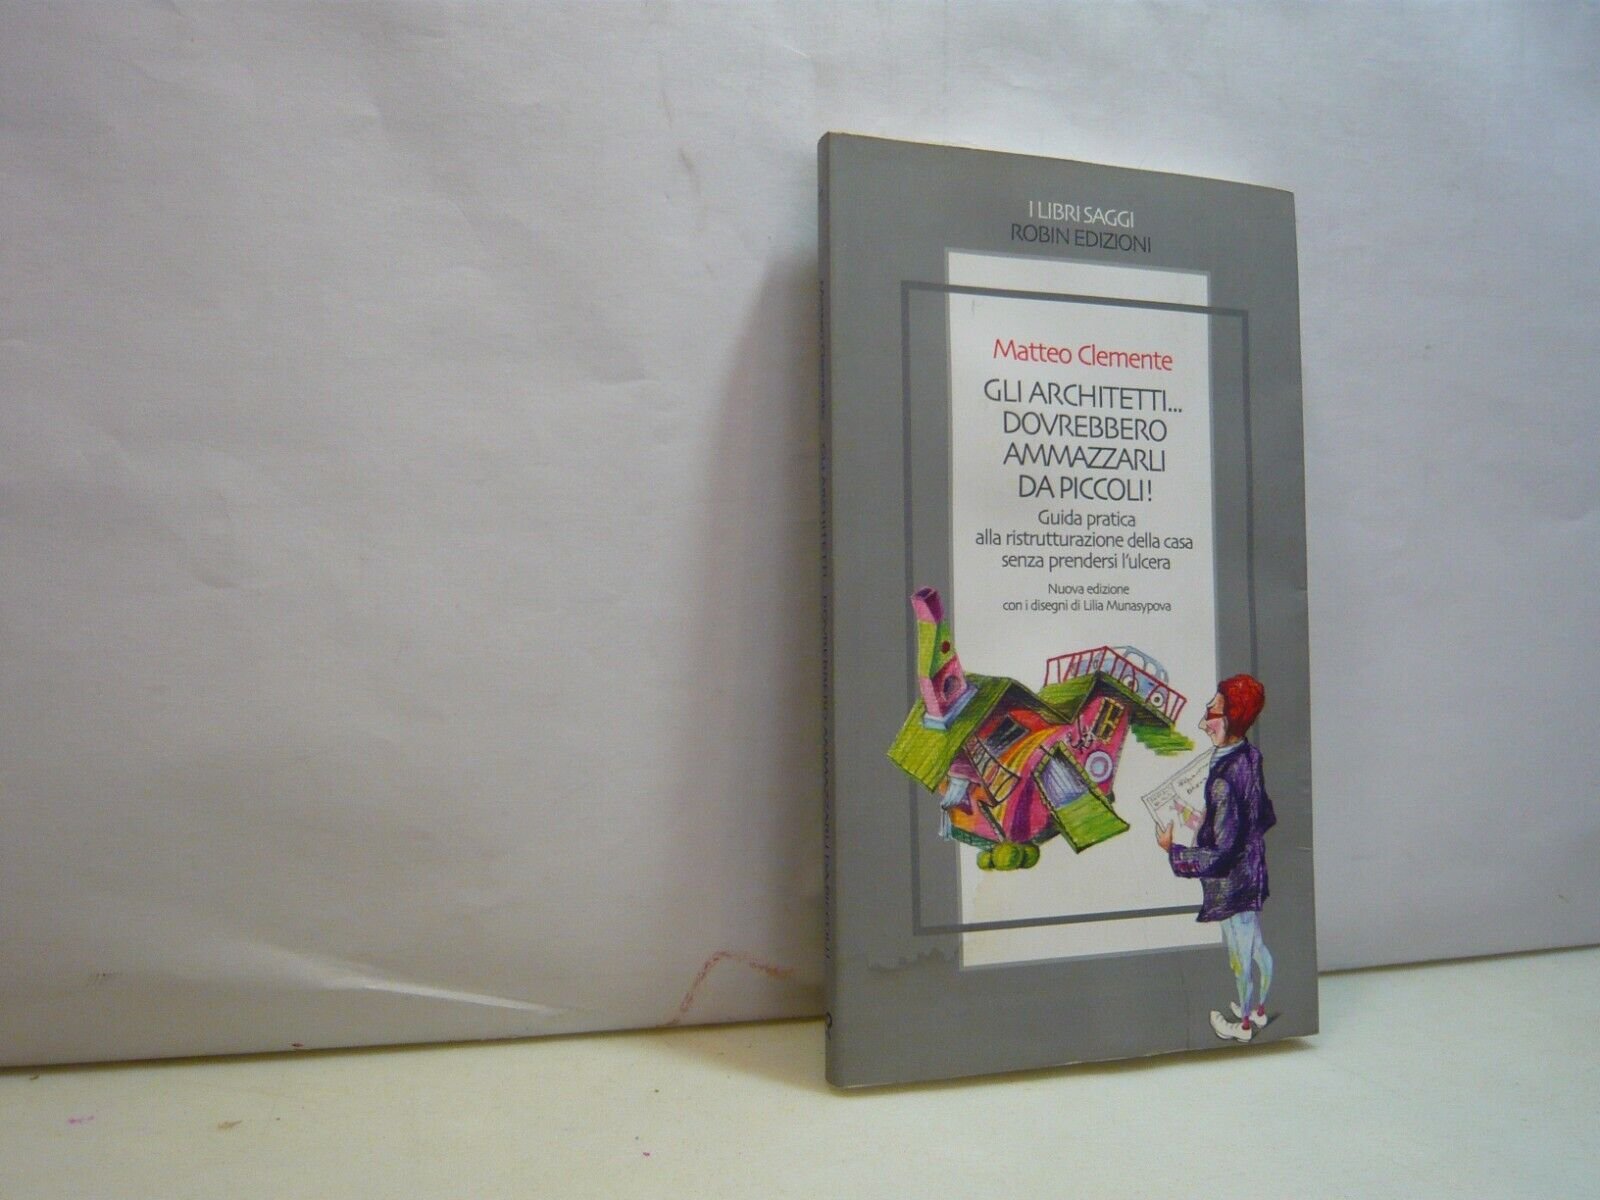 I LIBRI SAGGI
ROBIN EDIZIONI
Matteo Clemente
GLI ARCHITETTI...
DOVREBBERO
AMMAZZARLI
DA PICCOLI!
Guida pratica
alla ristrutturazione della casa
senza prendersi l'ulcera
Nuova edizione
con i disegni di Lilia Munasypova